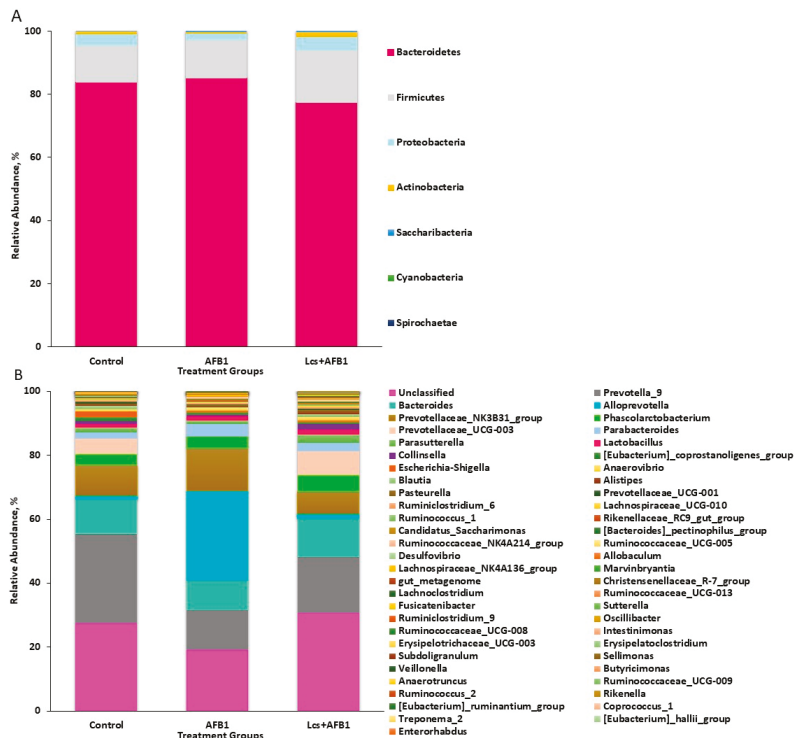 A
100
80
60
40
20
0
Relative Abundance, %
Control
AFB1
Lcs+AFB1
Treatment Groups
Bacteroidetes
Firmicutes
Proteobacteria
Actinobacteria
Saccharibacteria
Cyanobacteria
Spirochaetae
B
100
80
60
40
20
0
Relative Abundance, %
Control
AFB1
Lcs+AFB1
Treatment Groups
Unclassified
Prevotella_9
Bacteroides
Alloprevotella
Prevotellaceae_NK3B31_group
Phascolarctobacterium
Prevotellaceae_UCG-003
Parabacteroides
Parasutterella
Lactobacillus
Collinsella
[Eubacterium]_coprostanoligenes_group
Escherichia-Shigella
Anaerovibrio
Blautia
Alistipes
Pasteurella
Prevotellaceae_UCG-001
Ruminiclostridium_6
Lachnospiraceae_UCG-010
Ruminococcus_1
Rikenellaceae_RC9_gut_group
Candidatus_Saccharimonas
[Bacteroides]_pectinophilus_group
Ruminococcaceae_NK4A214_group
Ruminococcaceae_UCG-005
Desulfovibrio
Allobaculum
Lachnospiraceae_NK4A136_group
Marvinbryantia
gut_metagenome
Christensenellaceae_R-7_group
Lachnoclostridium
Ruminococcaceae_UCG-013
Fusicatenibacter
Sutterella
Ruminiclostridium_9
Oscillibacter
Ruminococcaceae_UCG-008
Intestinimonas
Erysipelotrichaceae_UCG-003
Erysipelatoclostridium
Subdoligranulum
Sellimonas
Veillonella
Butyricimonas
Anaerotruncus
Ruminococcaceae_UCG-009
Ruminococcus_2
Rikenella
[Eubacterium]_ruminantium_group
Coprococcus_1
Treponema_2
[Eubacterium]_hallii_group
Enterorhabdus